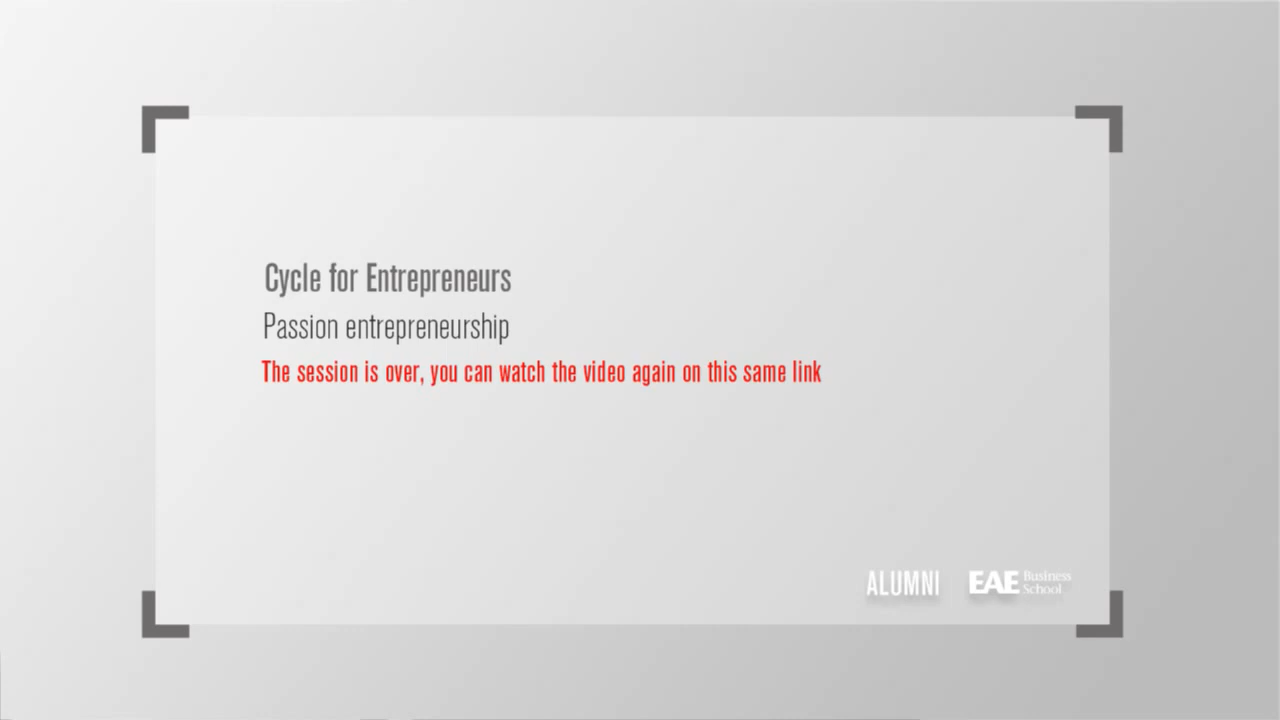 Cycle for Entrepreneurs
Passion entrepreneurship
The session is over, you can watch the video again on this same link
ALUMNI
EAE Business
School